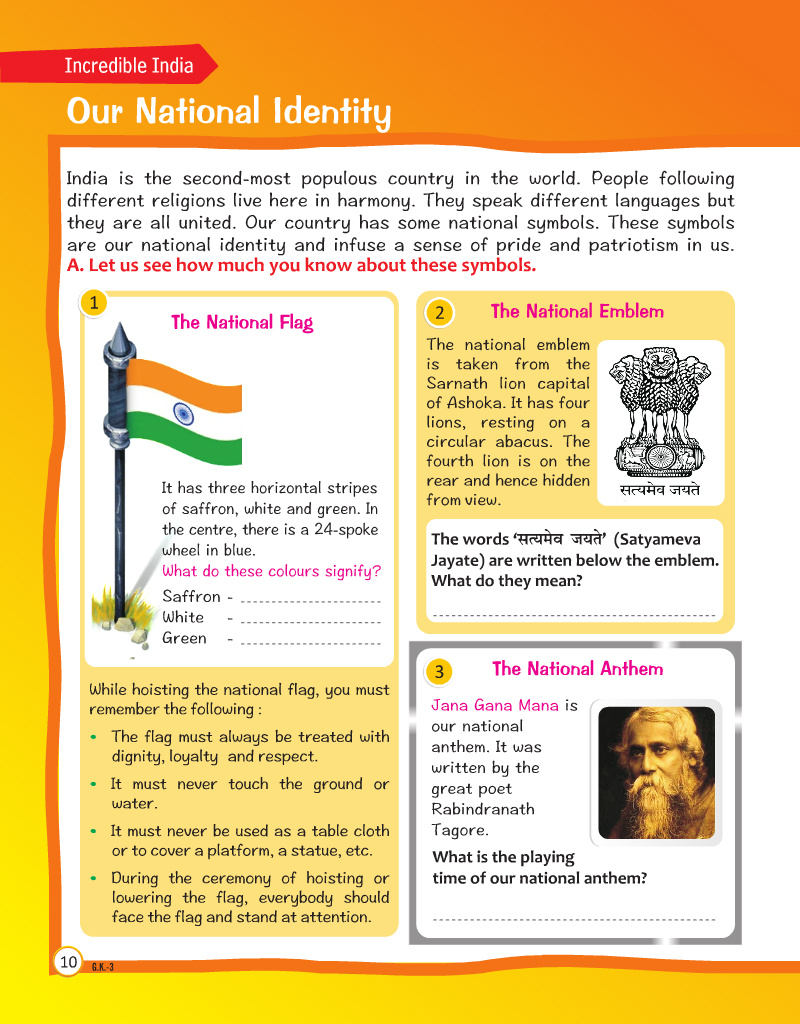 Incredible India
Our National Identity
India is the second-most populous country in the world. People following
different religions live here in harmony. They speak different languages but
they are all united. Our country has some national symbols. These symbols
are our national identity and infuse a sense of pride and patriotism in us.
A. Let us see how much you know about these symbols.
1
The National Flag
It has three horizontal stripes
of saffron, white and green. In
the centre, there is a 24-spoke
wheel in blue.
What do these colours signify?
Saffron -
White -
Green -
While hoisting the national flag, you must
remember the following :
• The flag must always be treated with
dignity, loyalty and respect.
• It must never touch the ground or
water.
• It must never be used as a table cloth
or to cover a platform, a statue, etc.
• During the ceremony of hoisting or
lowering the flag, everybody should
face the flag and stand at attention.
2
The National Emblem
The national emblem
is taken from the
Sarnath lion capital
of Ashoka. It has four
lions, resting on a
circular abacus. The
fourth lion is on the
rear and hence hidden
from view.
सत्यमेव जयते
The words ‘सत्यमेव जयते’ (Satyameva
Jayate) are written below the emblem.
What do they mean?
3
The National Anthem
Jana Gana Mana is
our national
anthem. It was
written by the
great poet
Rabindranath
Tagore.
What is the playing
time of our national anthem?
10
G.K.-3